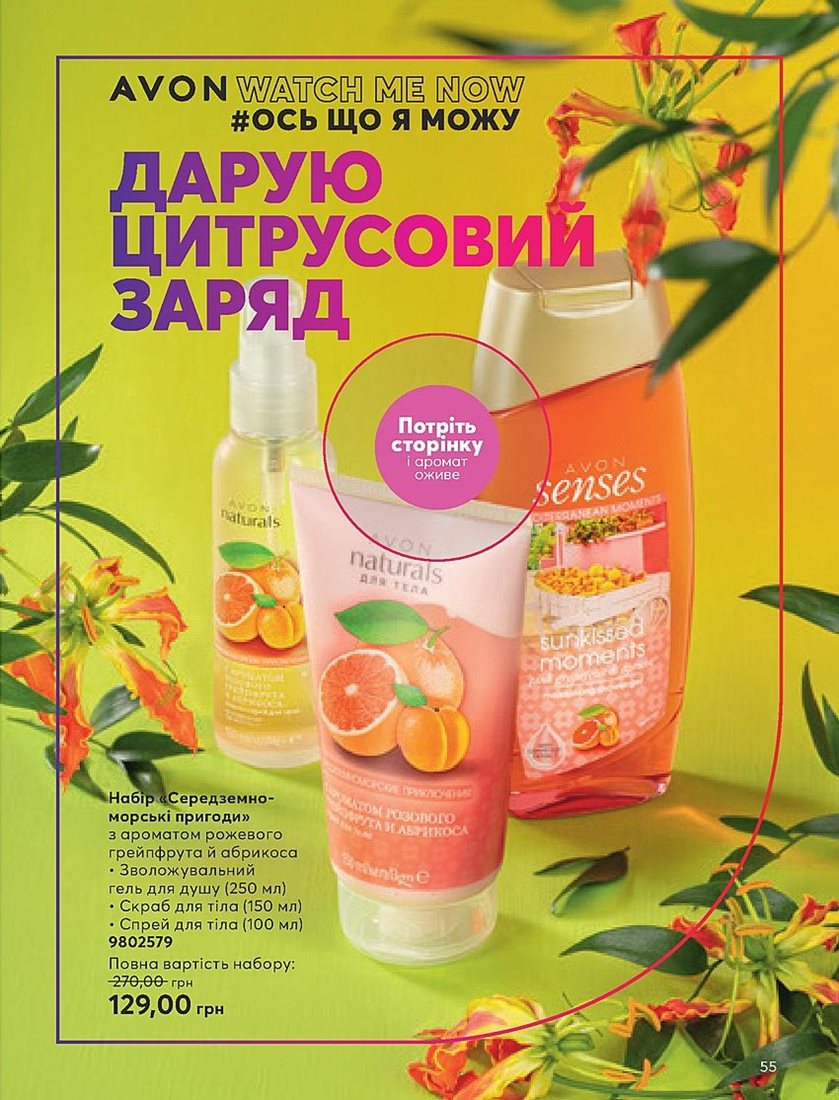 AVON WATCH ME NOW
#ОСЬ ЩО Я МОЖУ
ДАРУЮ
ЦИТРУСОВИЙ
ЗАРЯД
Потріть
сторінку
і аромат
оживе
AVON
naturals
AVON
naturals
ДЛЯ ТЕЛА
РОЗОВОГО
И АБРИКОСА
AVON
senses
sunkissed
moments
Набір «Середземно-
морські пригоди»
з ароматом рожевого
грейпфрута й абрикоса
• Зволожувальний
гель для душу (250 мл)
• Скраб для тіла (150 мл)
• Спрей для тіла (100 мл)
9802579
Повна вартість набору:
270,00 грн
129,00 грн
55